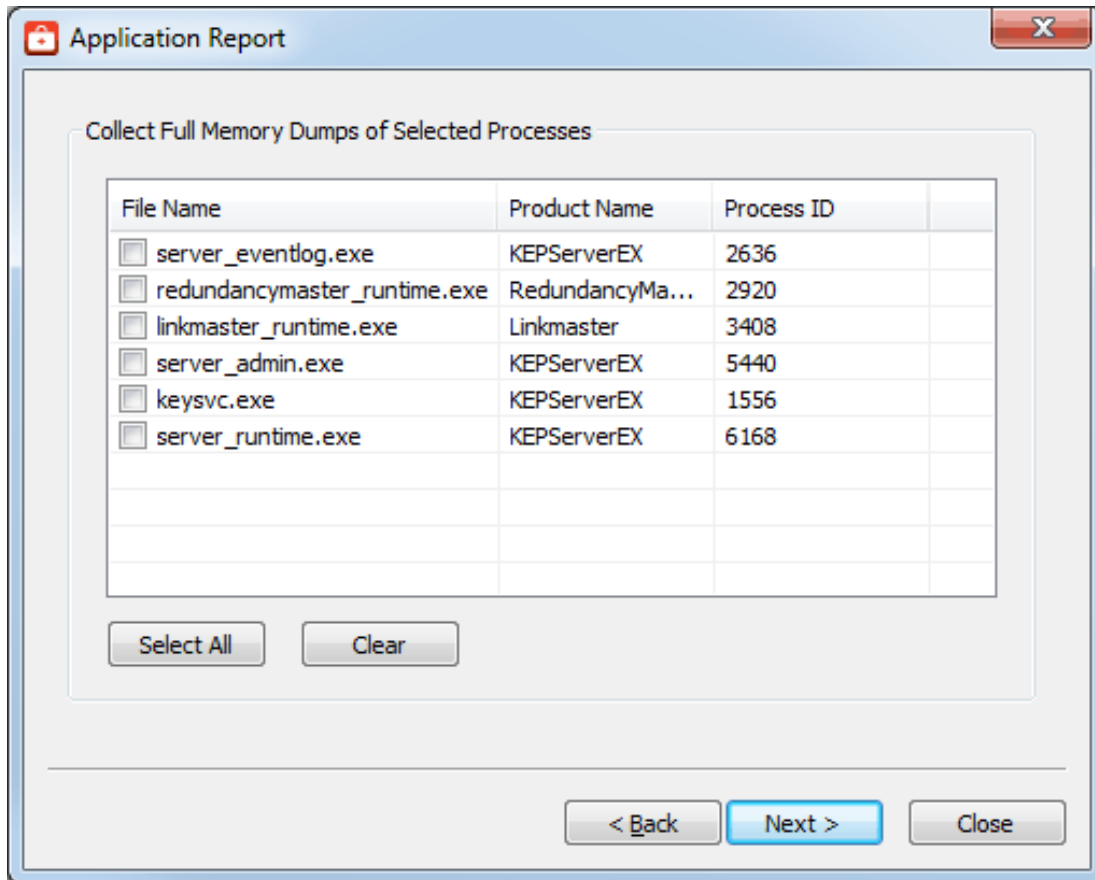 Application Report
X
Collect Full Memory Dumps of Selected Processes
File Name Product Name Process ID
server_eventlog.exe KEPServerEX 2636
redundancymaster_runtime.exe RedundancyMa... 2920
linkmaster_runtime.exe Linkmaster 3408
server_admin.exe KEPServerEX 5440
keysvc.exe KEPServerEX 1556
server_runtime.exe KEPServerEX 6168
Select All Clear
< Back Next > Close